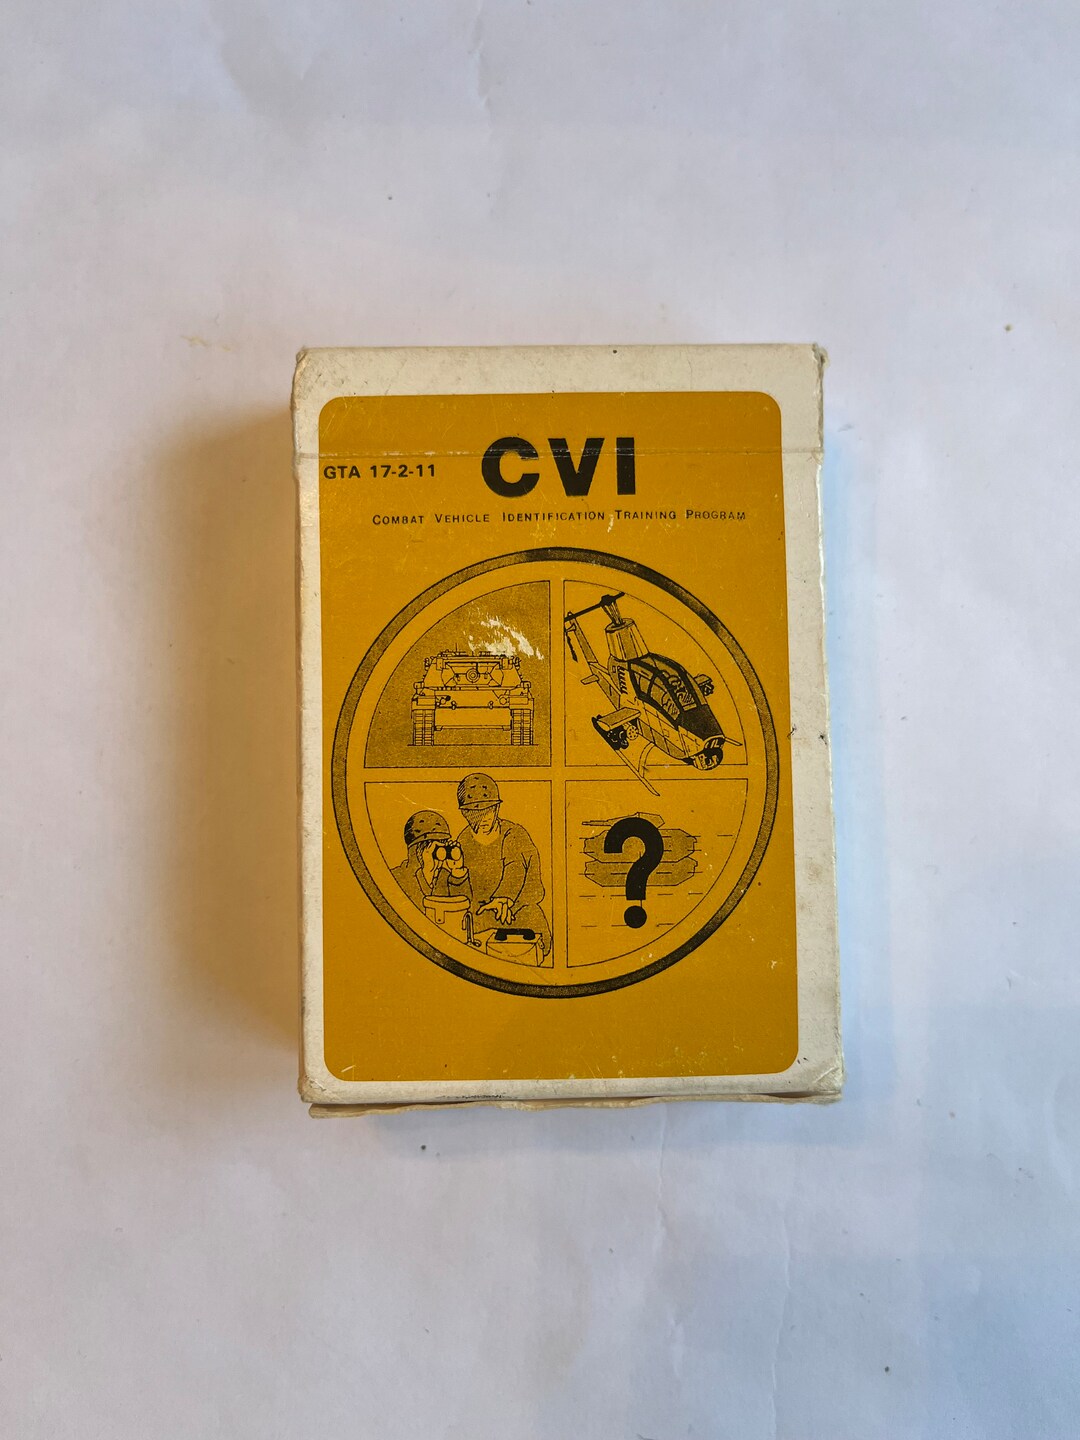 CVI
GTA 17-2-11
COMBAT VEHICLE IDENTIFICATION TRAINING PROGRAM
?